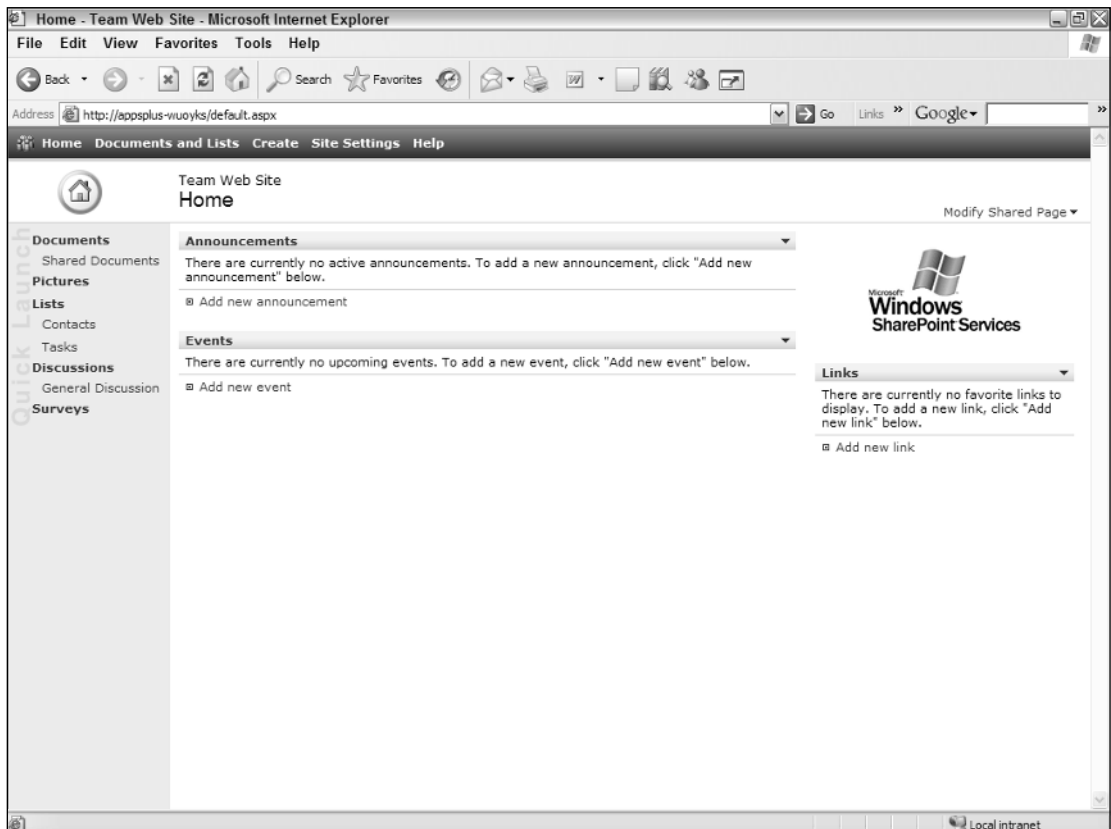 Home - Team Web Site - Microsoft Internet Explorer
File Edit View Favorites Tools Help
Back Search Favorites
Address http://appsplus-wuoyks/default.aspx Go Links » Google »
Home Documents and Lists Create Site Settings Help
Team Web Site
Home
Modify Shared Page
Quick Launch
Documents
Shared Documents
Pictures
Lists
Contacts
Tasks
Discussions
General Discussion
Surveys
Announcements
There are currently no active announcements. To add a new announcement, click "Add new
announcement" below.
Add new announcement
Events
There are currently no upcoming events. To add a new event, click "Add new event" below.
Add new event
Microsoft
Windows
SharePoint Services
Links
There are currently no favorite links to
display. To add a new link, click "Add
new link" below.
Add new link
Local intranet